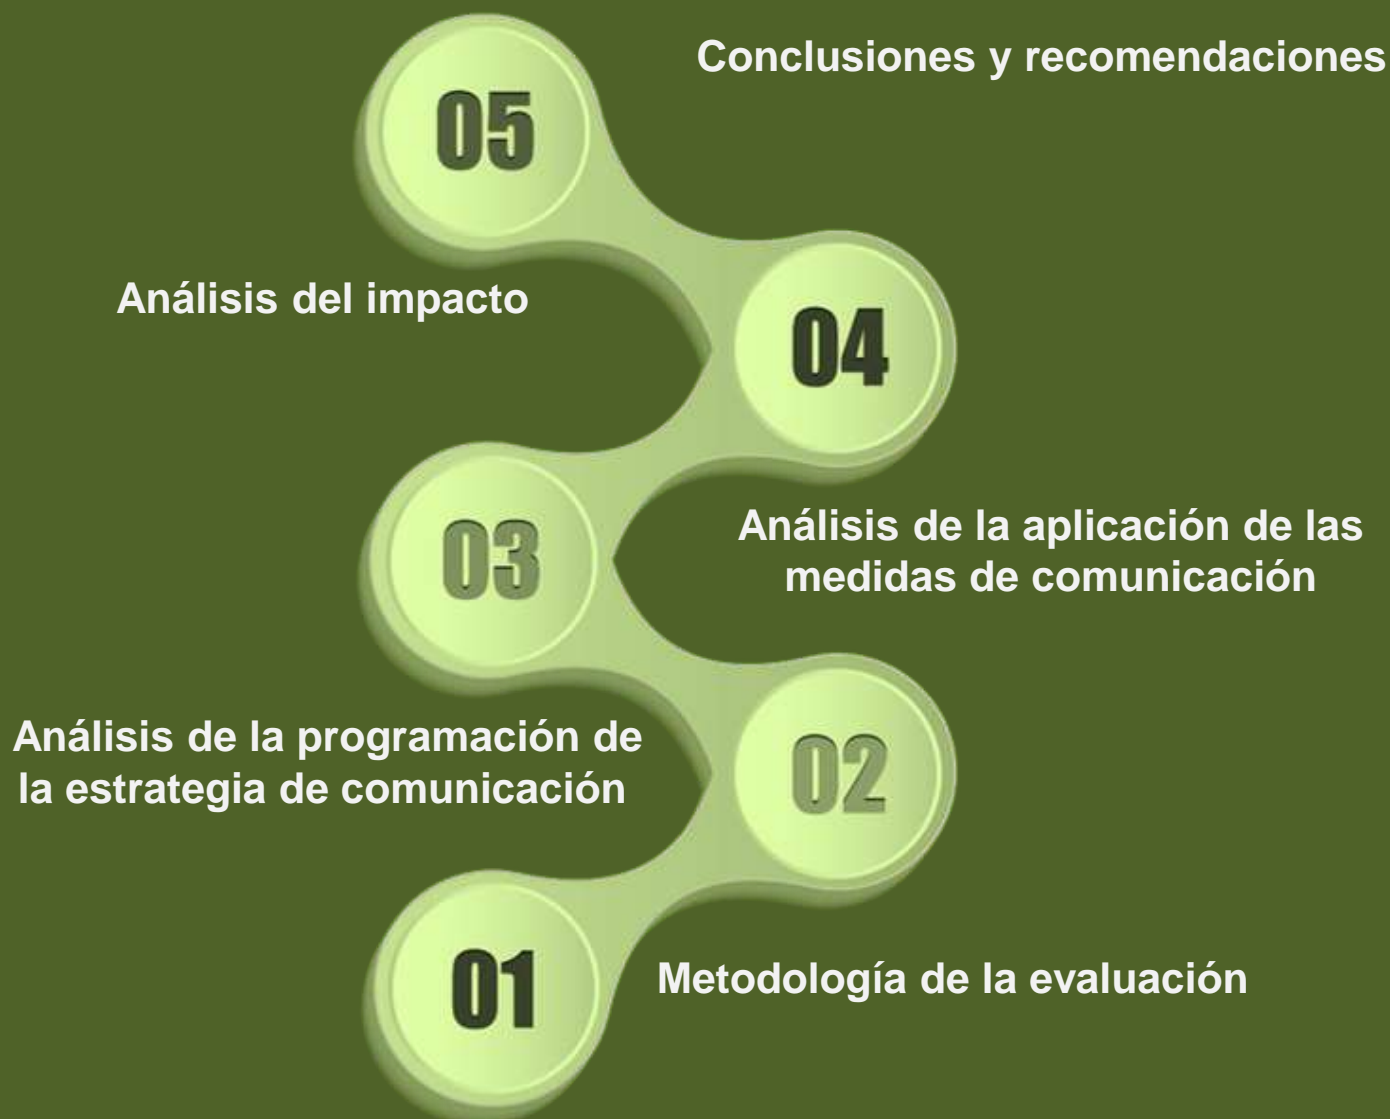 Conclusiones y recomendaciones
05
Análisis del impacto
04
03
Análisis de la aplicación de las
medidas de comunicación
Análisis de la programación de
la estrategia de comunicación
02
01
Metodología de la evaluación